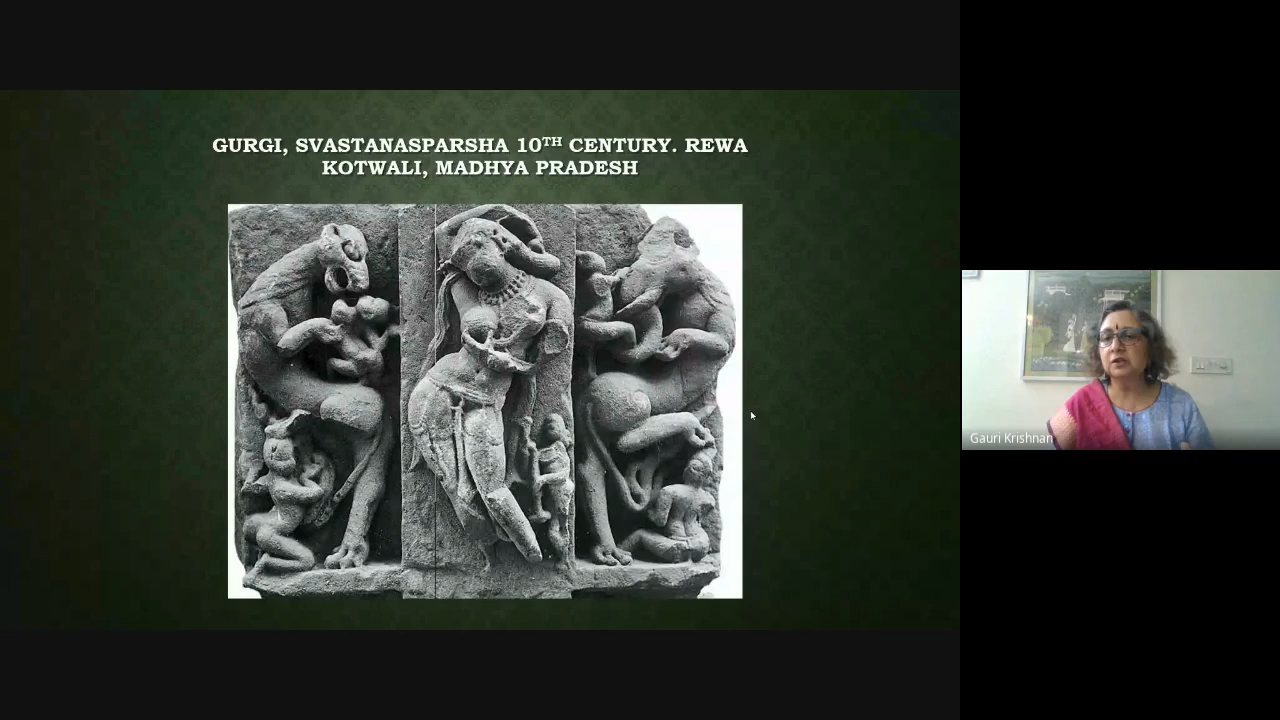 GURGI, SVASTANASPARSHA 10TH CENTURY. REWA
KOTWALI, MADHYA PRADESH
Gauri Krishnan